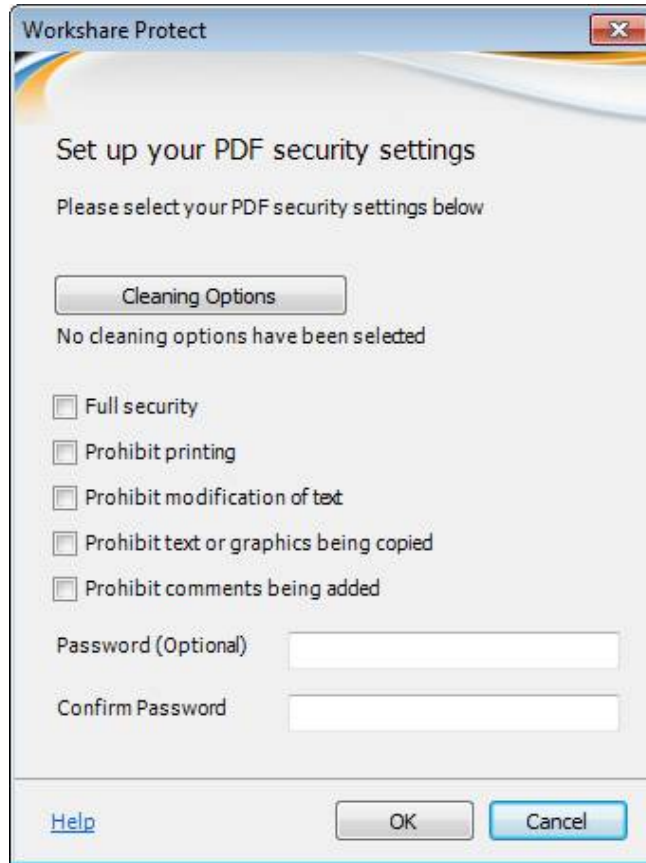 Workshare Protect
Set up your PDF security settings
Please select your PDF security settings below
Cleaning Options
No cleaning options have been selected
Full security
Prohibit printing
Prohibit modification of text
Prohibit text or graphics being copied
Prohibit comments being added
Password (Optional)
Confirm Password
Help OK Cancel